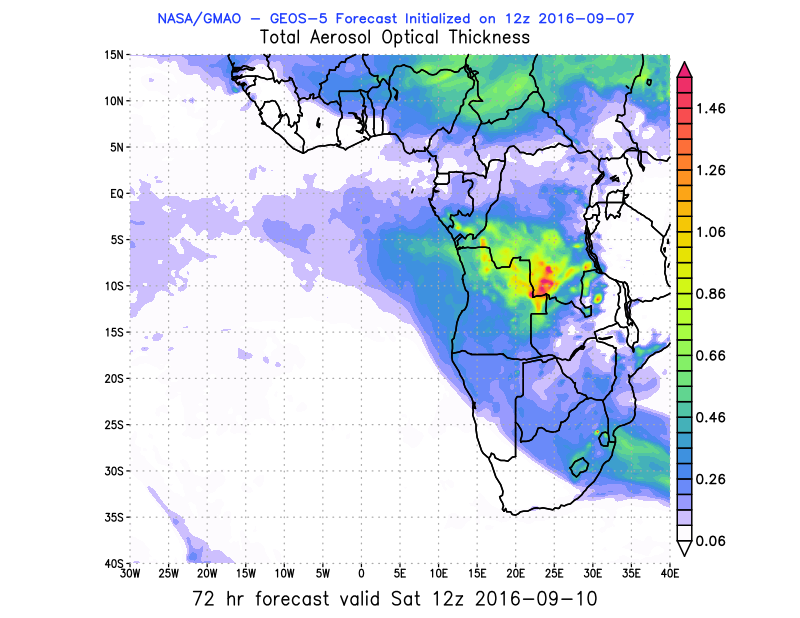 NASA/GMAO - GEOS-5 Forecast Initialized on 12z 2016-09-07
Total Aerosol Optical Thickness
15N
10N
5N
EQ
5S
10S
15S
20S
25S
30S
35S
40S
30W 25W 20W 15W 10W 5W 0 5E 10E 15E 20E 25E 30E 35E 40E
1.46
1.26
1.06
0.86
0.66
0.46
0.26
0.06
72 hr forecast valid Sat 12z 2016-09-10